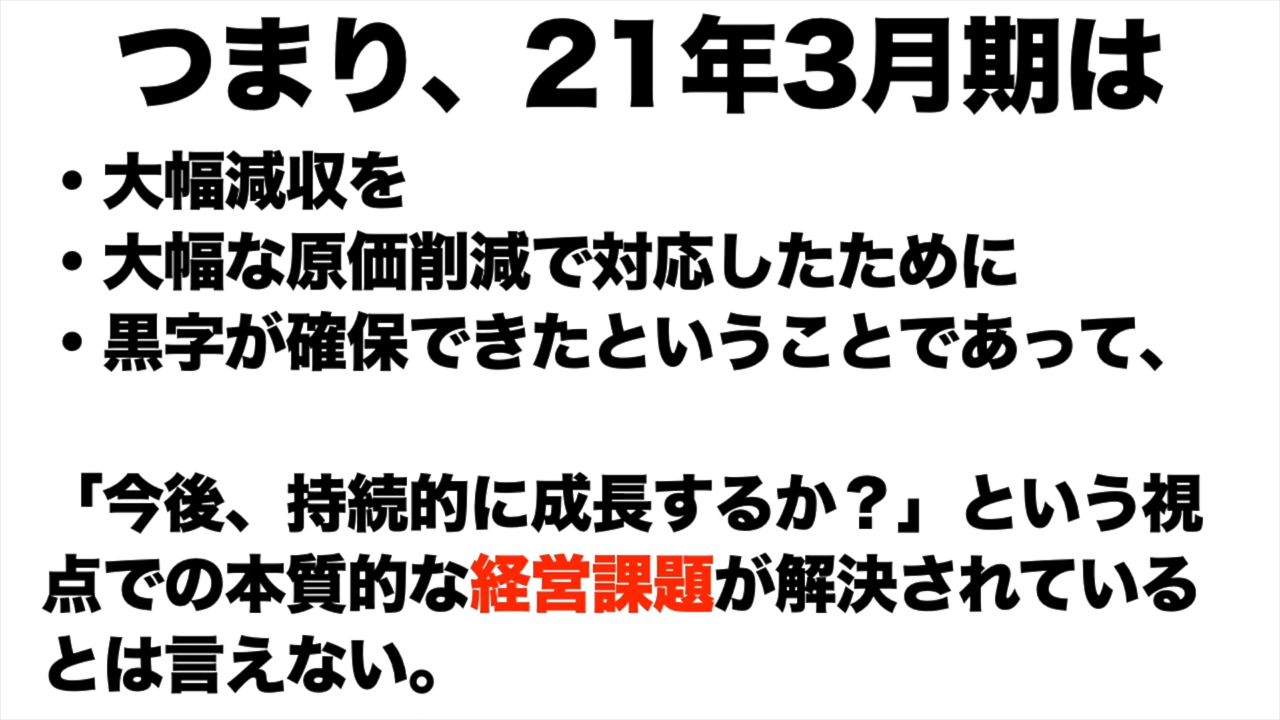 つまり、21年3月期は
・大幅減収を
・大幅な原価削減で対応したために
・黒字が確保できたということであって、
「今後、持続的に成長するか？」という視
点での本質的な経営課題が解決されている
とは言えない。